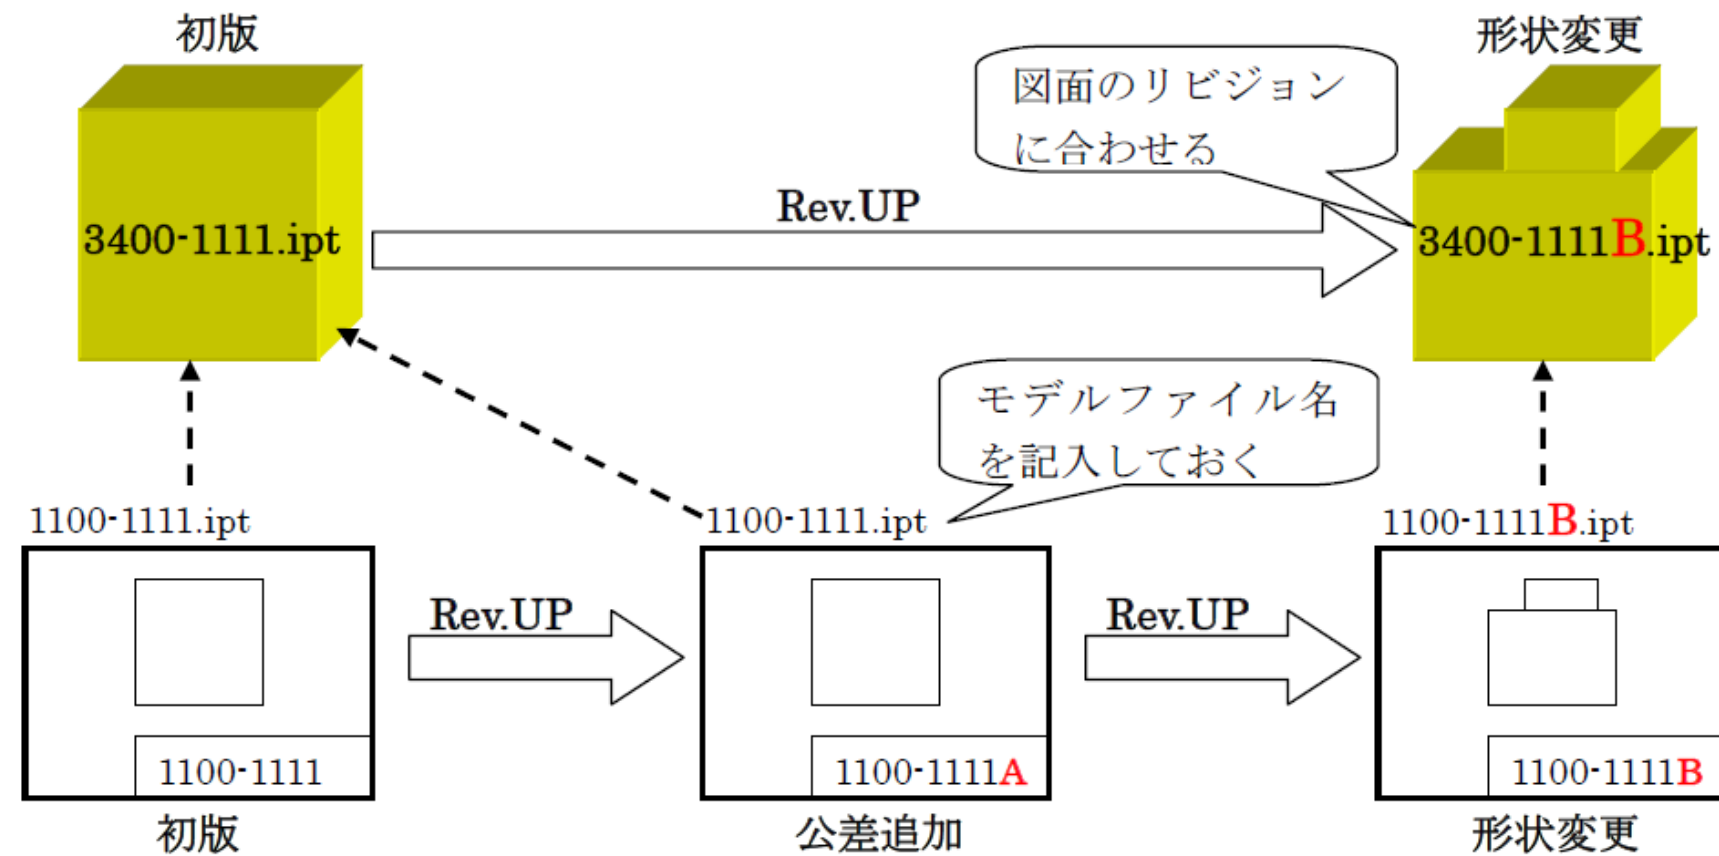 初版
形状変更
図面のリビジョン
に合わせる
Rev.UP
3400-1111.ipt
3400-1111B.ipt
モデルファイル名
を記入しておく
1100-1111.ipt
1100-1111.ipt
1100-1111B.ipt
Rev.UP
Rev.UP
1100-1111
1100-1111A
1100-1111B
初版
公差追加
形状変更